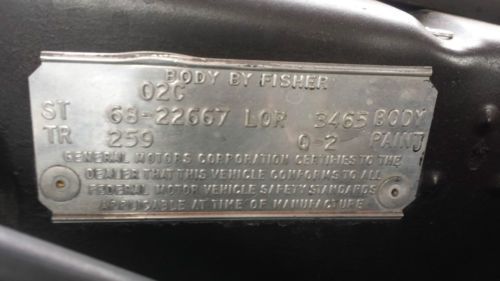 BODY BY FISHER
02C
ST 68-22667 LOR 3465 BODY
TR 259 Q-2 PAINT
GENERAL MOTORS CORPORATION CERTIFIES TO THE
DEALER THAT THIS VEHICLE CONFORMS TO ALL
FEDERAL MOTOR VEHICLE SAFETY STANDARDS
APPLICABLE AT TIME OF MANUFACTURE